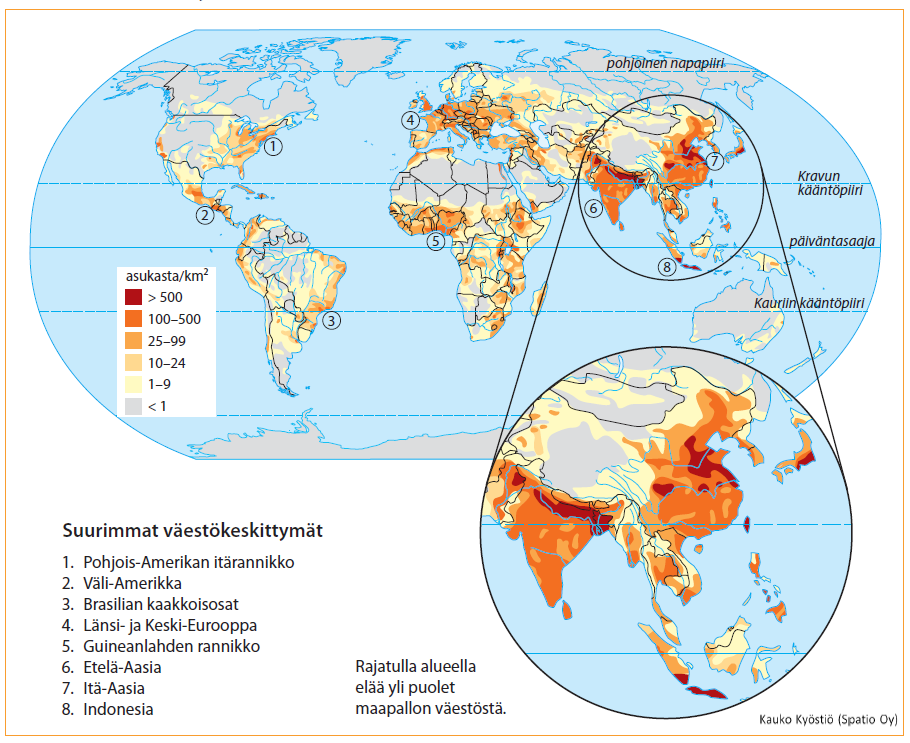 pohjoinen napapiiri
4
1
7
Kravun
kääntöpiiri
6
2
5
päiväntasaaja
8
asukasta/km²
> 500
100–500
25–99
10–24
1–9
< 1
Kauriin kääntöpiiri
3
Suurimmat väestökeskittymät
1. Pohjois-Amerikan itärannikko
2. Väli-Amerikka
3. Brasilian kaakkoisosat
4. Länsi- ja Keski-Eurooppa
5. Guineanlahden rannikko
6. Etelä-Aasia
7. Itä-Aasia
8. Indonesia
Rajatulla alueella
elää yli puolet
maapallon väestöstä.
Kauko Kyöstiö (Spatio Oy)